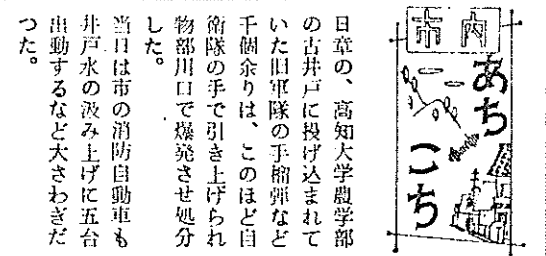 市内
あちこち
日章の、高知大学農学部
の古井戸に投げ込まれて
いた旧軍隊の手榴弾など
千個余りは、このほど自
衛隊の手で引き上げられ
物部川口で爆発させ処分
した。
当日は市の消防自動車も
井戸水の汲み上げに五台
出動するなど大さわぎだ
つた。